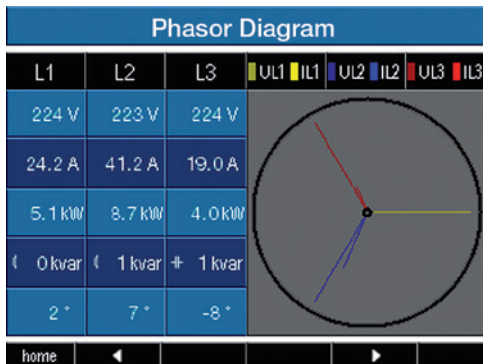 Phasor Diagram
L1 L2 L3 UL1 IL1 UL2 IL2 UL3 IL3
224 V 223 V 224 V
24.2 A 41.2 A 19.0 A
5.1 kW 8.7 kW 4.0 kW
0 kvar 1 kvar 1 kvar
2 ° 7 ° -8 °
home